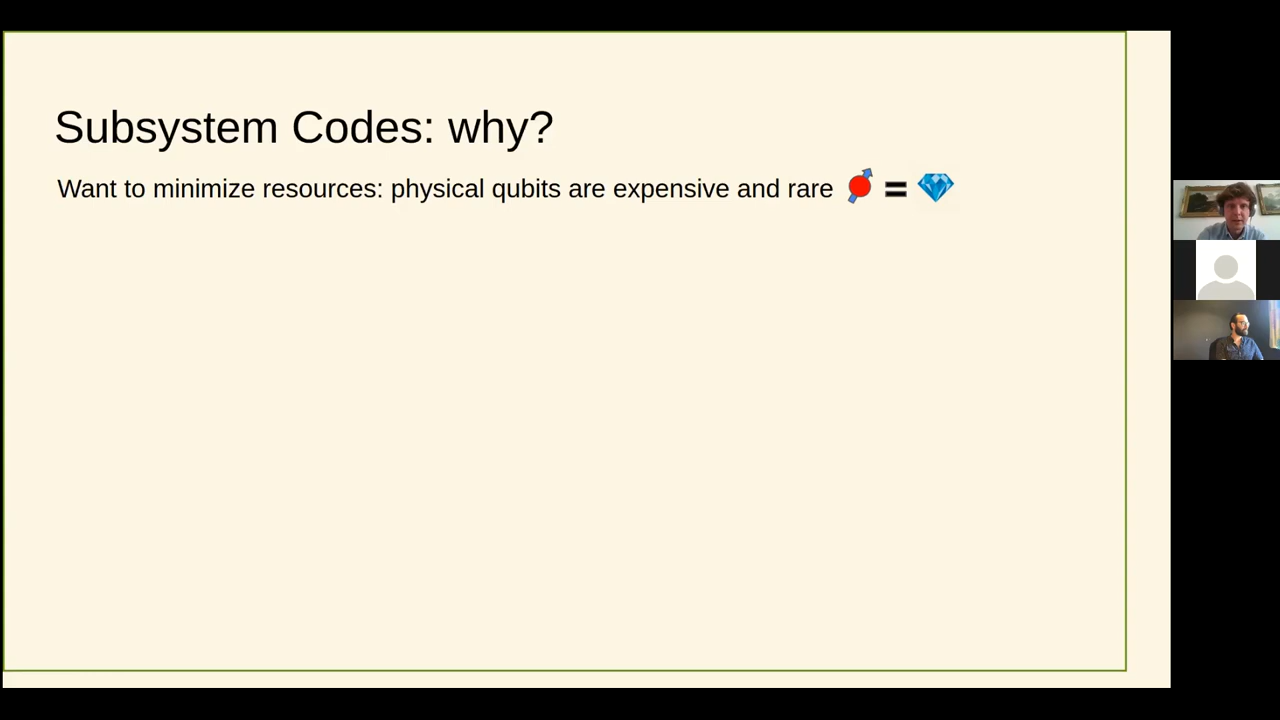 Subsystem Codes: why?
Want to minimize resources: physical qubits are expensive and rare =